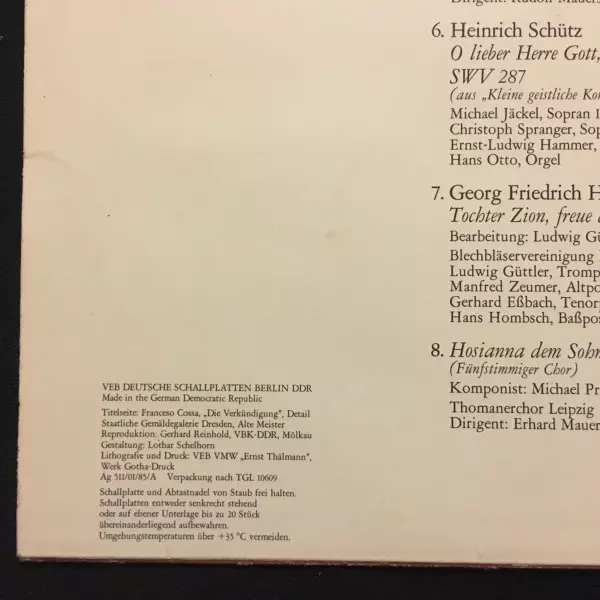 Dirigent: Rudolf Mauers
6. Heinrich Schütz
O lieber Herre Gott,
SWV 287
(aus „Kleine geistliche Kon
Michael Jäckel, Sopran I
Christoph Spranger, Sop
Ernst-Ludwig Hammer,
Hans Otto, Orgel
7. Georg Friedrich H
Tochter Zion, freue
Bearbeitung: Ludwig Gü
Blechbläservereinigung
Ludwig Güttler, Tromp
Manfred Zeumer, Altpo
Gerhard Eßbach, Tenor
Hans Hombsch, Baßpos
8. Hosianna dem Sohn
(Fünfstimmiger Chor)
Komponist: Michael Pr
Thomanerchor Leipzig
Dirigent: Erhard Mauer
VEB DEUTSCHE SCHALLPLATTEN BERLIN DDR
Made in the German Democratic Republic
Titelseite: Franceso Cossa, „Die Verkündigung", Detail
Staatliche Gemäldegalerie Dresden, Alte Meister
Reproduktion: Gerhard Reinhold, VBK-DDR, Mölkau
Gestaltung: Lothar Schelhorn
Lithografie und Druck: VEB VMW „Ernst Thälmann",
Werk Gotha-Druck
Ag 511/01/85/A Verpackung nach TGL 10609
Schallplatte und Abtastnadel von Staub frei halten.
Schallplatten entweder senkrecht stehend
oder auf ebener Unterlage bis zu 20 Stück
übereinanderliegend aufbewahren.
Umgebungstemperaturen über +35 °C vermeiden.